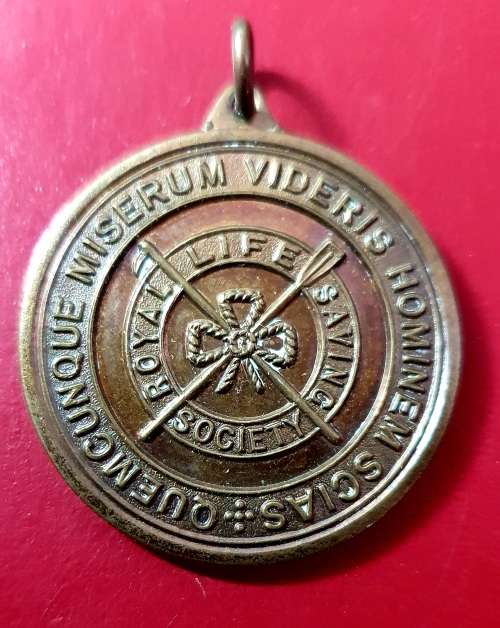 QUEMCUNQUE MISERUM VIDERIS HOMINEM SCIAS
ROYAL LIFE SAVING SOCIETY